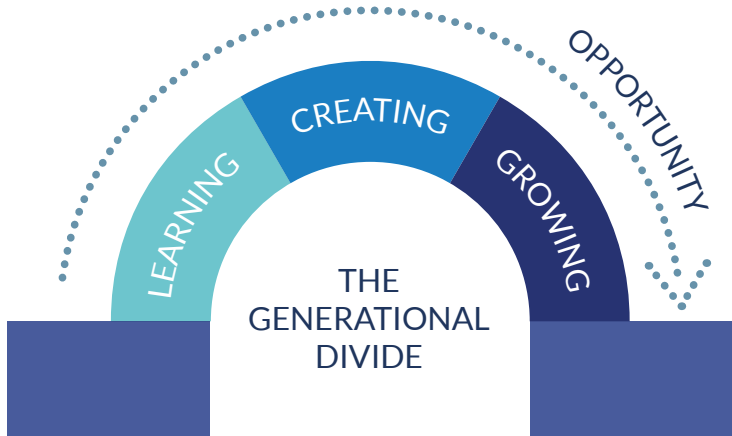 LEARNING
CREATING
GROWING
OPPORTUNITY
THE
GENERATIONAL
DIVIDE